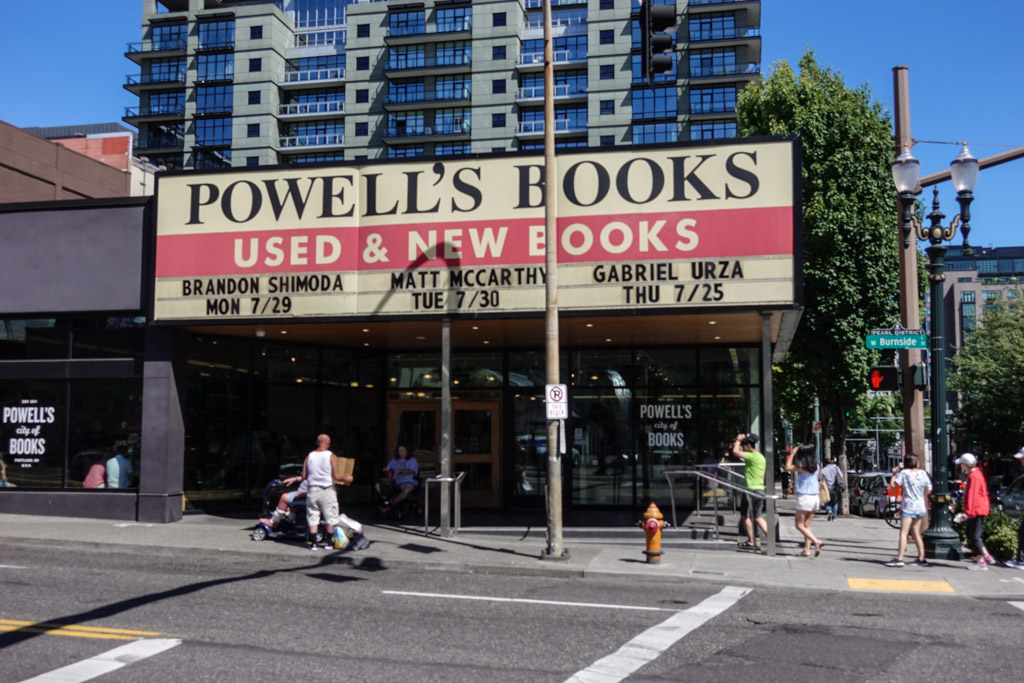 POWELL'S BOOKS
USED & NEW BOOKS
BRANDON SHIMODA
MON 7/29
MATT MCCARTHY
TUE 7/30
GABRIEL URZA
THU 7/25
PEARL DISTRICT
W Burnside St
POWELL'S
city of
BOOKS
POWELL'S
city of
BOOKS
P